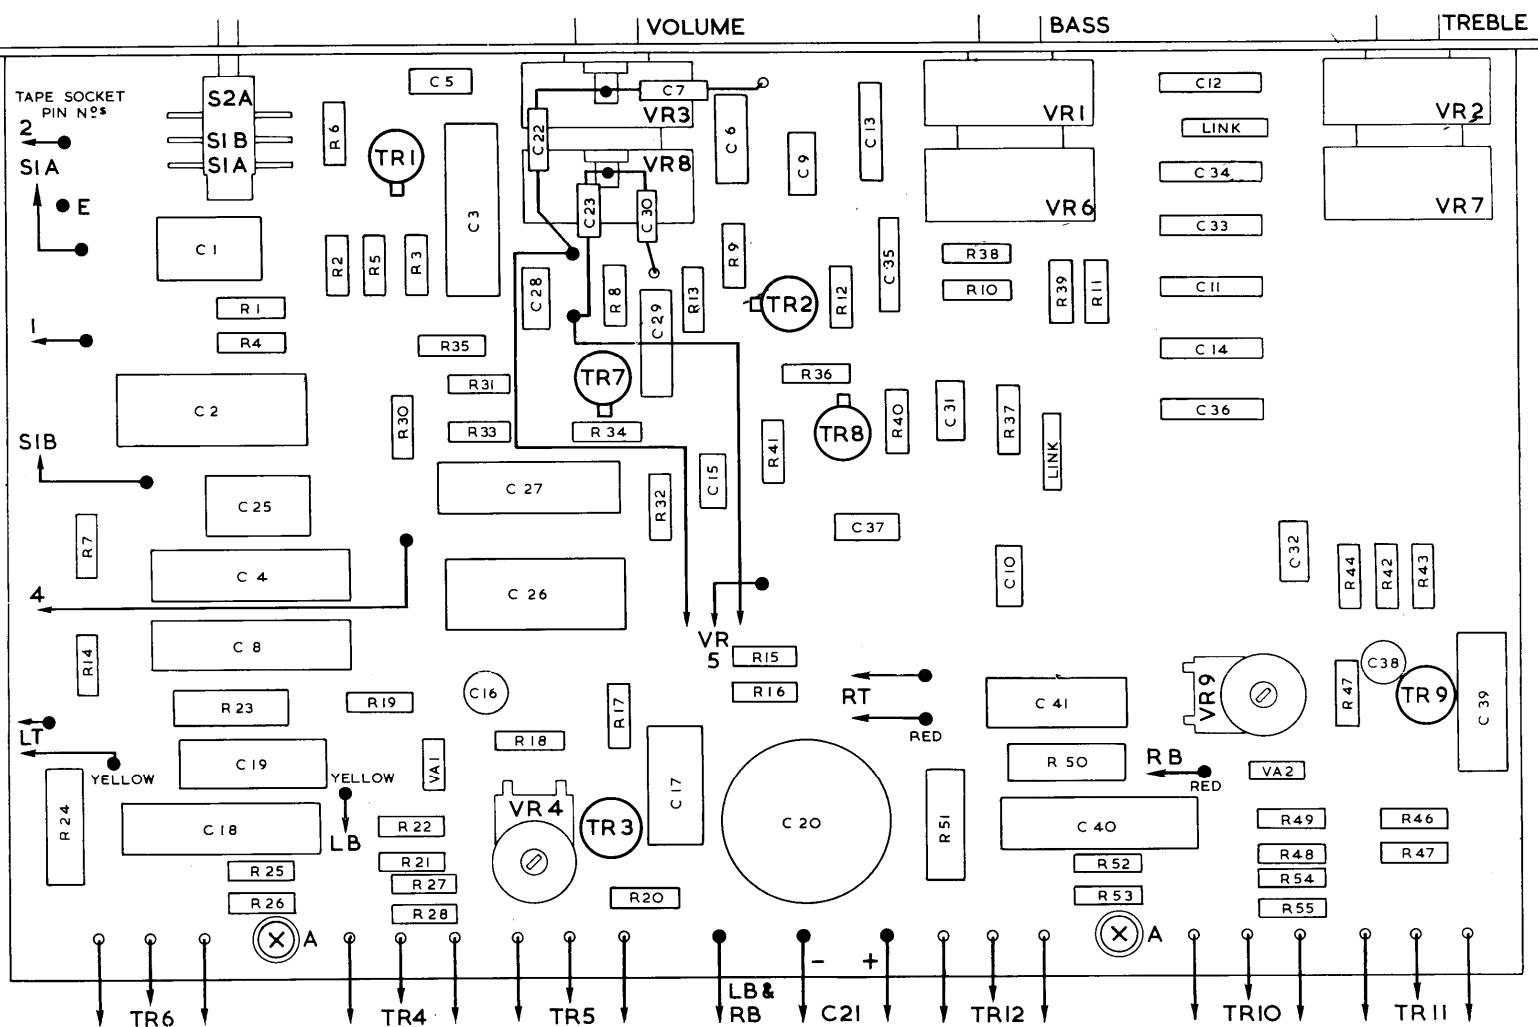 VOLUME
BASS
TREBLE
TAPE SOCKET
PIN Nos
2
S1A
E
1
S1B
4
LT
YELLOW
S2A
S1B
S1A
C5
R6
TR1
C3
C1
R2
R5
R3
R1
R4
R35
C2
R30
R31
R33
C25
C27
R7
C4
C26
C8
R14
R23
R19
C16
C19
YELLOW
VA1
R18
R17
R24
C18
LB
R22
R21
R27
R28
R25
R26
A
VR4
TR3
C17
R20
C7
VR3
C22
VR8
C23
C30
C6
C9
C13
R9
C28
R8
R13
C29
TR2
R12
C35
TR7
R34
R36
TR8
R40
C31
R37
LINK
R41
C15
R32
C37
C10
VR
5
R15
R16
RT
RED
C20
VR1
VR6
R38
R10
R39
R11
C12
LINK
C34
C33
C11
C14
C36
VR2
VR7
C32
R44
R42
R43
C41
VR9
R47
C38
TR9
C39
R50
RB
RED
VA2
R51
C40
R52
R53
A
R49
R48
R54
R55
R46
R47
TR6
TR4
TR5
LB &
RB
-
+
C21
TR12
TR10
TR11